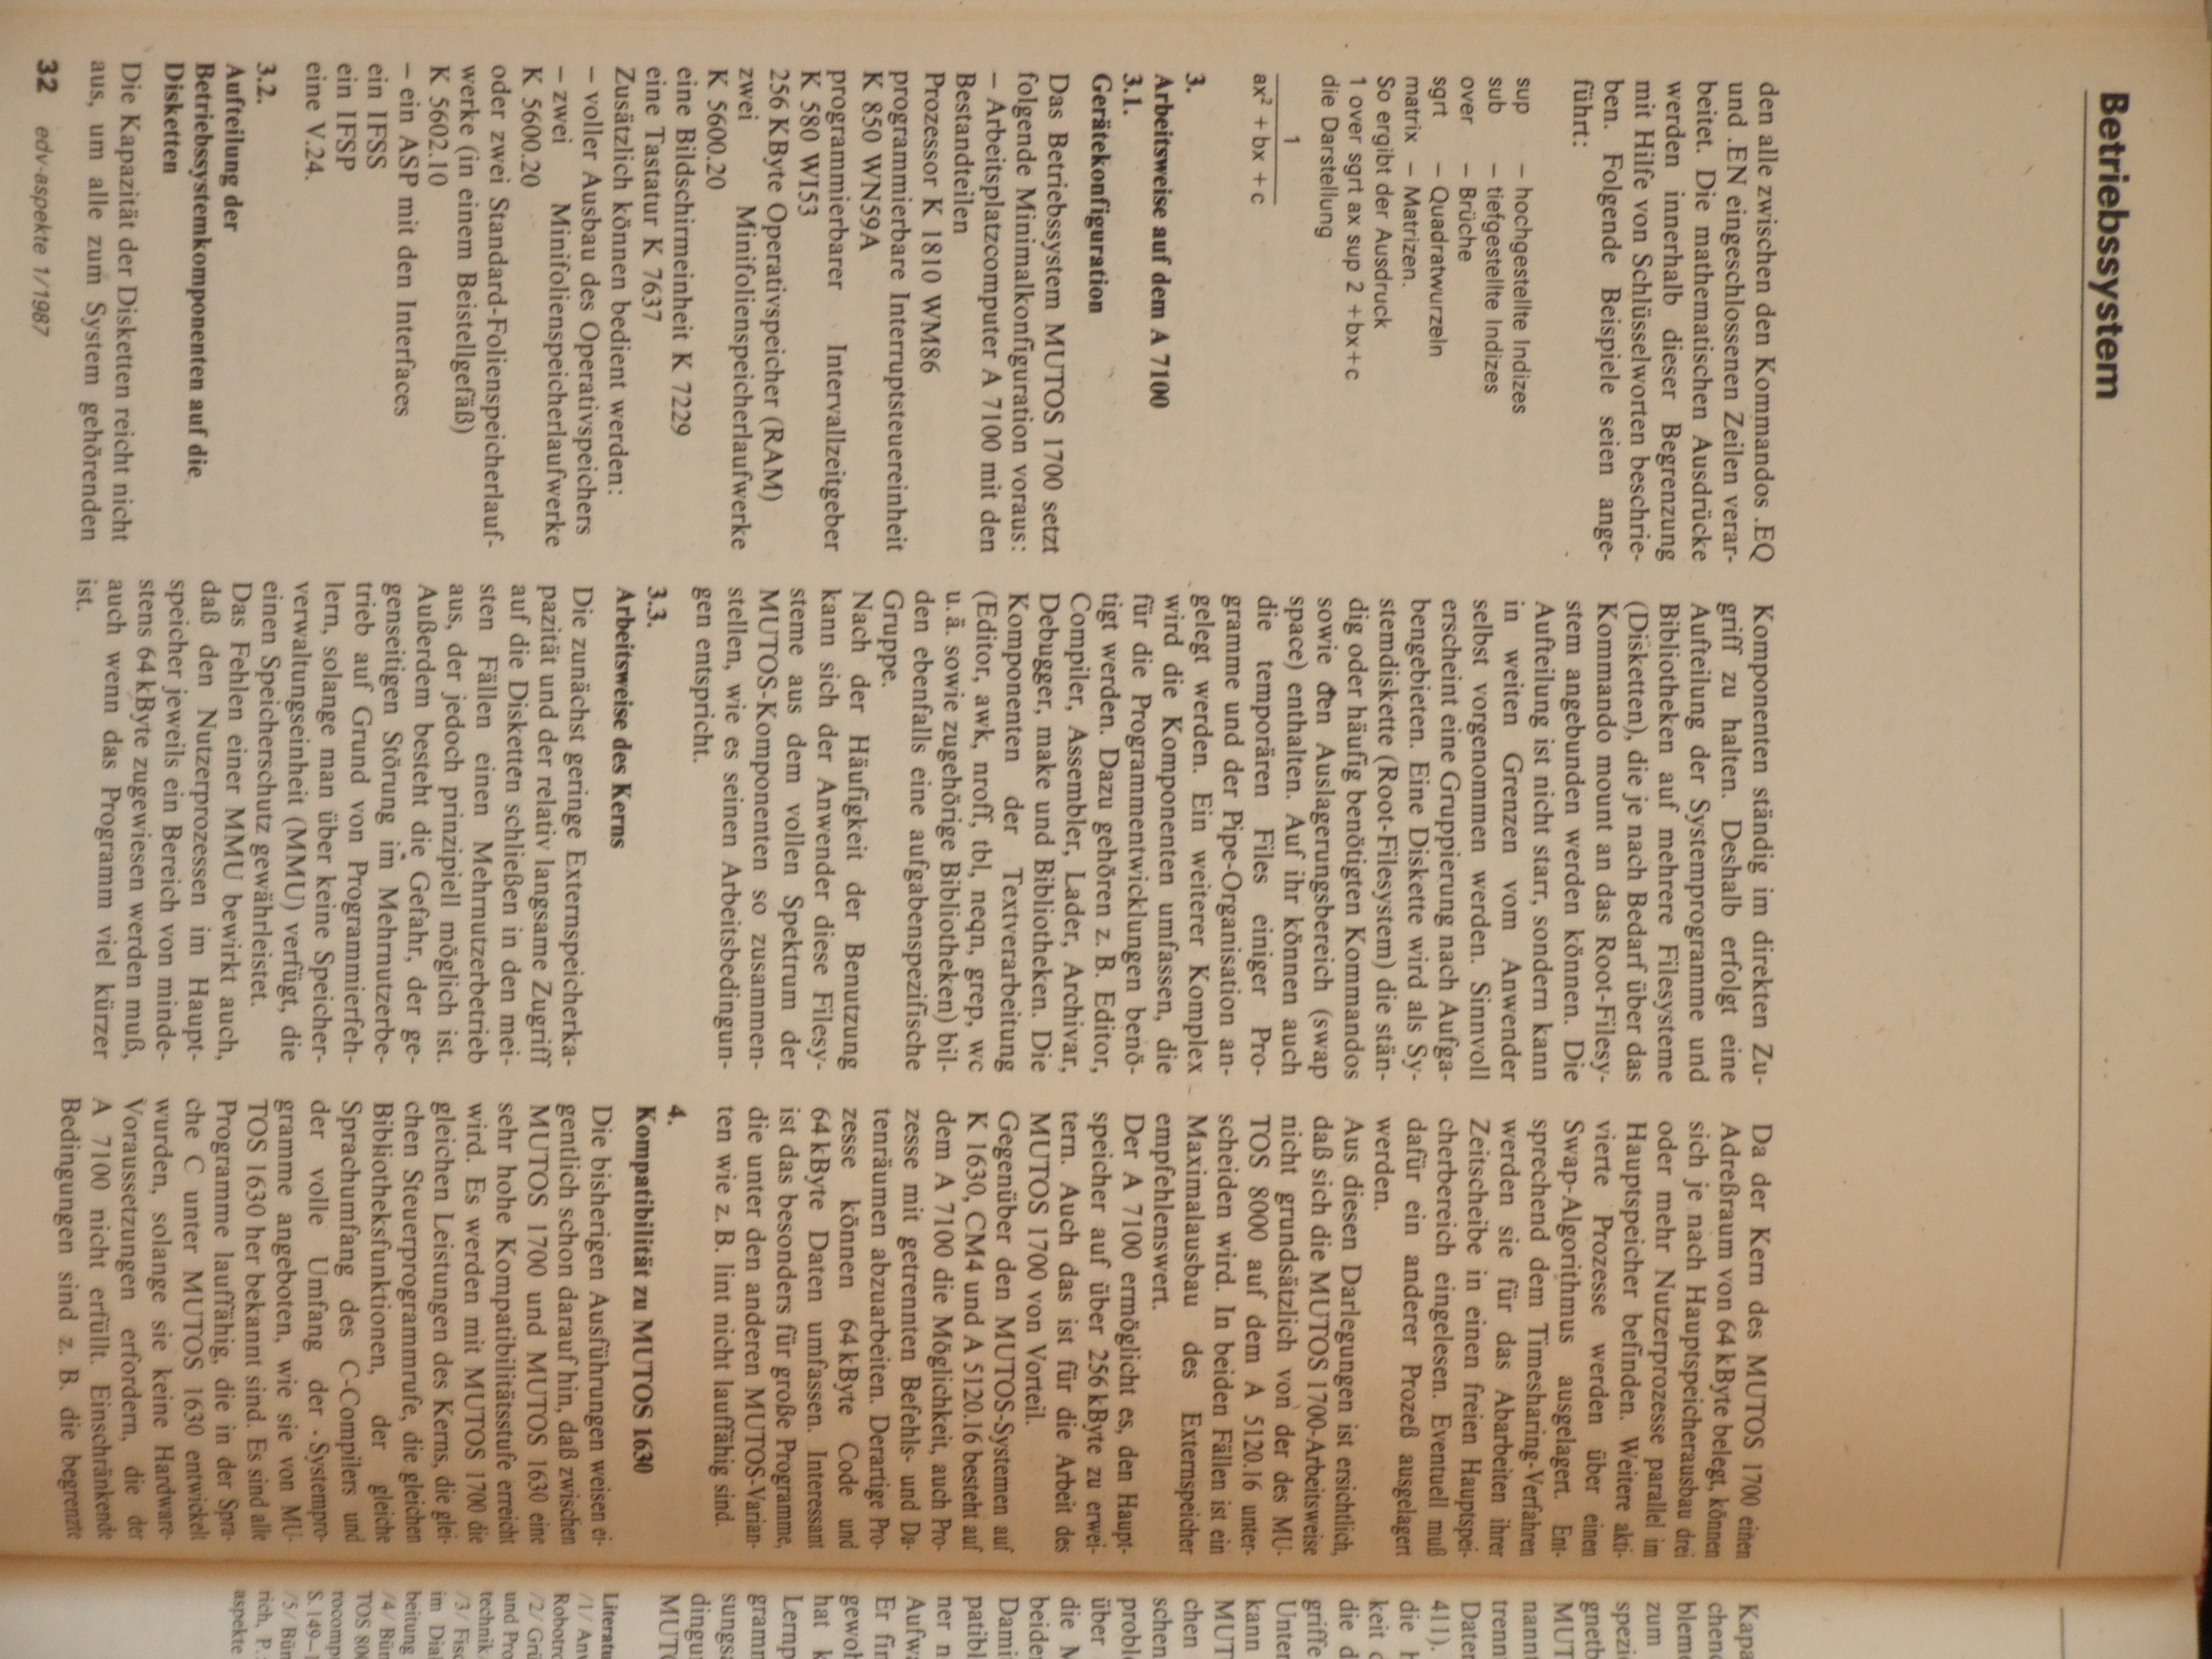 Betriebssystem
den alle zwischen den Kommandos .EQ
und .EN eingeschlossenen Zeilen verar-
beitet. Die mathematischen Ausdrücke
werden innerhalb dieser Begrenzung
mit Hilfe von Schlüsselworten beschrie-
ben. Folgende Beispiele seien ange-
führt:
sup – hochgestellte Indizes
sub – tiefgestellte Indizes
over – Brüche
sgrt – Quadratwurzeln
matrix – Matrizen.
So ergibt der Ausdruck
1 over sgrt ax sup 2 +bx+c
die Darstellung
1
ax² + bx + c
3.
Arbeitsweise auf dem A 7100
3.1.
Gerätekonfiguration
Das Betriebssystem MUTOS 1700 setzt
folgende Minimalkonfiguration voraus:
– Arbeitsplatzcomputer A 7100 mit den
Bestandteilen
Prozessor K 1810 WM86
programmierbare Interruptsteuereinheit
K 850 WN59A
programmierbarer Intervallzeitgeber
K 580 WI53
256 KByte Operativspeicher (RAM)
zwei Minifolienspeicherlaufwerke
K 5600.20
eine Bildschirmeinheit K 7229
eine Tastatur K 7637
Zusätzlich können bedient werden:
– voller Ausbau des Operativspeichers
– zwei Minifolienspeicherlaufwerke
K 5600.20
oder zwei Standard-Folienspeicherlauf-
werke (in einem Beistellgefäß)
K 5602.10
– ein ASP mit den Interfaces
ein IFSS
ein IFSP
eine V.24.
3.2.
Aufteilung der
Betriebssystemkomponenten auf die
Disketten
Die Kapazität der Disketten reicht nicht
aus, um alle zum System gehörenden
32 edv-aspekte 1/1987
Komponenten ständig im direkten Zu-
griff zu halten. Deshalb erfolgt eine
Aufteilung der Systemprogramme und
Bibliotheken auf mehrere Filesysteme
(Disketten), die je nach Bedarf über das
Kommando mount an das Root-Filesy-
stem angebunden werden können. Die
Aufteilung ist nicht starr, sondern kann
in weiten Grenzen vom Anwender
selbst vorgenommen werden. Sinnvoll
erscheint eine Gruppierung nach Aufga-
bengebieten. Eine Diskette wird als Sy-
stemdiskette (Root-Filesystem) die stän-
dig oder häufig benötigten Kommandos
sowie den Auslagerungsbereich (swap
space) enthalten. Auf ihr können auch
die temporären Files einiger Pro-
gramme und der Pipe-Organisation an-
gelegt werden. Ein weiterer Komplex
wird die Komponenten umfassen, die
für die Programmentwicklungen benö-
tigt werden. Dazu gehören z. B. Editor,
Compiler, Assembler, Lader, Archivar,
Debugger, make und Bibliotheken. Die
Komponenten der Textverarbeitung
(Editor, awk, nroff, tbl, neqn, grep, wc
u. ä. sowie zugehörige Bibliotheken) bil-
den ebenfalls eine aufgabenspezifische
Gruppe.
Nach der Häufigkeit der Benutzung
kann sich der Anwender diese Filesy-
steme aus dem vollen Spektrum der
MUTOS-Komponenten so zusammen-
stellen, wie es seinen Arbeitsbedingun-
gen entspricht.
3.3.
Arbeitsweise des Kerns
Die zunächst geringe Externspeicherka-
pazität und der relativ langsame Zugriff
auf die Disketten schließen in den mei-
sten Fällen einen Mehrnutzerbetrieb
aus, der jedoch prinzipiell möglich ist.
Außerdem besteht die Gefahr, der ge-
genseitigen Störung im Mehrnutzerbe-
trieb auf Grund von Programmierfeh-
lern, solange man über keine Speicher-
verwaltungseinheit (MMU) verfügt, die
einen Speicherschutz gewährleistet.
Das Fehlen einer MMU bewirkt auch,
daß den Nutzerprozessen im Haupt-
speicher jeweils ein Bereich von minde-
stens 64 kByte zugewiesen werden muß,
auch wenn das Programm viel kürzer
ist.
Da der Kern des MUTOS 1700 einen
Adreßraum von 64 kByte belegt, können
sich je nach Hauptspeicherausbau drei
oder mehr Nutzerprozesse parallel im
Hauptspeicher befinden. Weitere akti-
vierte Prozesse werden über einen
Swap-Algorithmus ausgelagert. Ent-
sprechend dem Timesharing-Verfahren
werden sie für das Abarbeiten ihrer
Zeitscheibe in einen freien Hauptspei-
cherbereich eingelesen. Eventuell muß
dafür ein anderer Prozeß ausgelagert
werden.
Aus diesen Darlegungen ist ersichtlich,
daß sich die MUTOS 1700-Arbeitsweise
nicht grundsätzlich von der des MU-
TOS 8000 auf dem A 5120.16 unter-
scheiden wird. In beiden Fällen ist ein
Maximalausbau des Externspeicher
empfehlenswert.
Der A 7100 ermöglicht es, den Haupt-
speicher auf über 256 kByte zu erwei-
tern. Auch das ist für die Arbeit des
MUTOS 1700 von Vorteil.
Gegenüber den MUTOS-Systemen auf
K 1630, CM4 und A 5120.16 besteht auf
dem A 7100 die Möglichkeit, auch Pro-
zesse mit getrennten Befehls- und Da-
tenräumen abzuarbeiten. Derartige Pro-
zesse können 64 kByte Code und
64 kByte Daten umfassen. Interessant
ist das besonders für große Programme,
die unter den anderen MUTOS-Varian-
ten wie z. B. lint nicht lauffähig sind.
4.
Kompatibilität zu MUTOS 1630
Die bisherigen Ausführungen weisen ei-
gentlich schon darauf hin, daß zwischen
MUTOS 1700 und MUTOS 1630 eine
sehr hohe Kompatibilitätsstufe erreicht
wird. Es werden mit MUTOS 1700 die
gleichen Leistungen des Kerns, die glei-
chen Steuerprogrammrufe, die gleichen
Bibliotheksfunktionen, der gleiche
Sprachumfang des C-Compilers und
der volle Umfang der Systempro-
gramme angeboten, wie sie von MU-
TOS 1630 her bekannt sind. Es sind alle
Programme lauffähig, die in der Spra-
che C unter MUTOS 1630 entwickelt
wurden, solange sie keine Hardware-
Voraussetzungen erfordern, die der
A 7100 nicht erfüllt. Einschränkende
Bedingungen sind z. B. die begrenzte